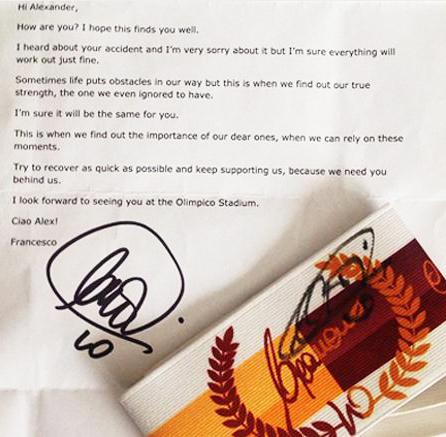 Hi Alexander,
How are you? I hope this finds you well.
I heard about your accident and I'm very sorry about it but I'm sure everything will
work out just fine.
Sometimes life puts obstacles in our way but this is when we find out our true
strength, the one we even ignored to have.
I'm sure it will be the same for you.
This is when we find out the importance of our dear ones, when we can rely on these
moments.
Try to recover as quick as possible and keep supporting us, because we need you
behind us.
I look forward to seeing you at the Olimpico Stadium.
Ciao Alex!
Francesco